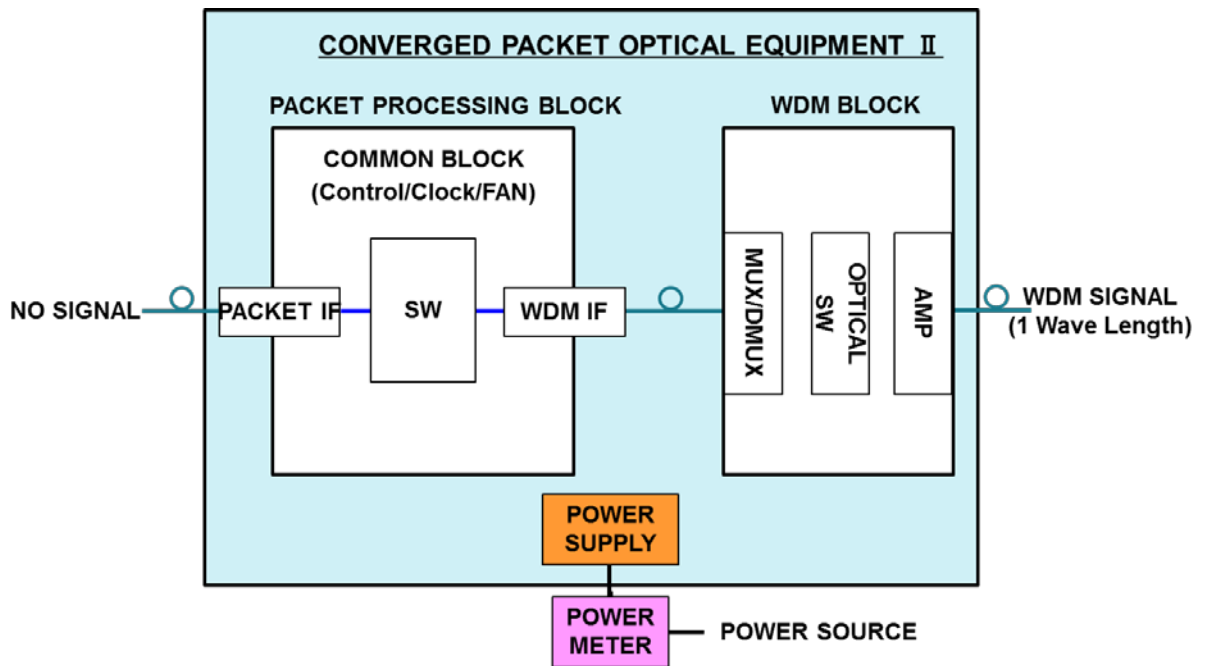 CONVERGED PACKET OPTICAL EQUIPMENT Ⅱ
PACKET PROCESSING BLOCK
WDM BLOCK
COMMON BLOCK
(Control/Clock/FAN)
NO SIGNAL
PACKET IF
SW
WDM IF
MUX/DMUX
OPTICAL
SW
AMP
WDM SIGNAL
(1 Wave Length)
POWER
SUPPLY
POWER
METER
POWER SOURCE